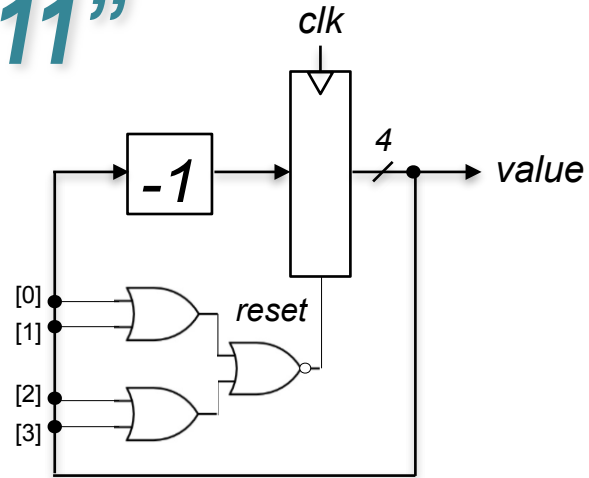 11”
clk
4
-1
value
[0]
reset
[1]
[2]
[3]